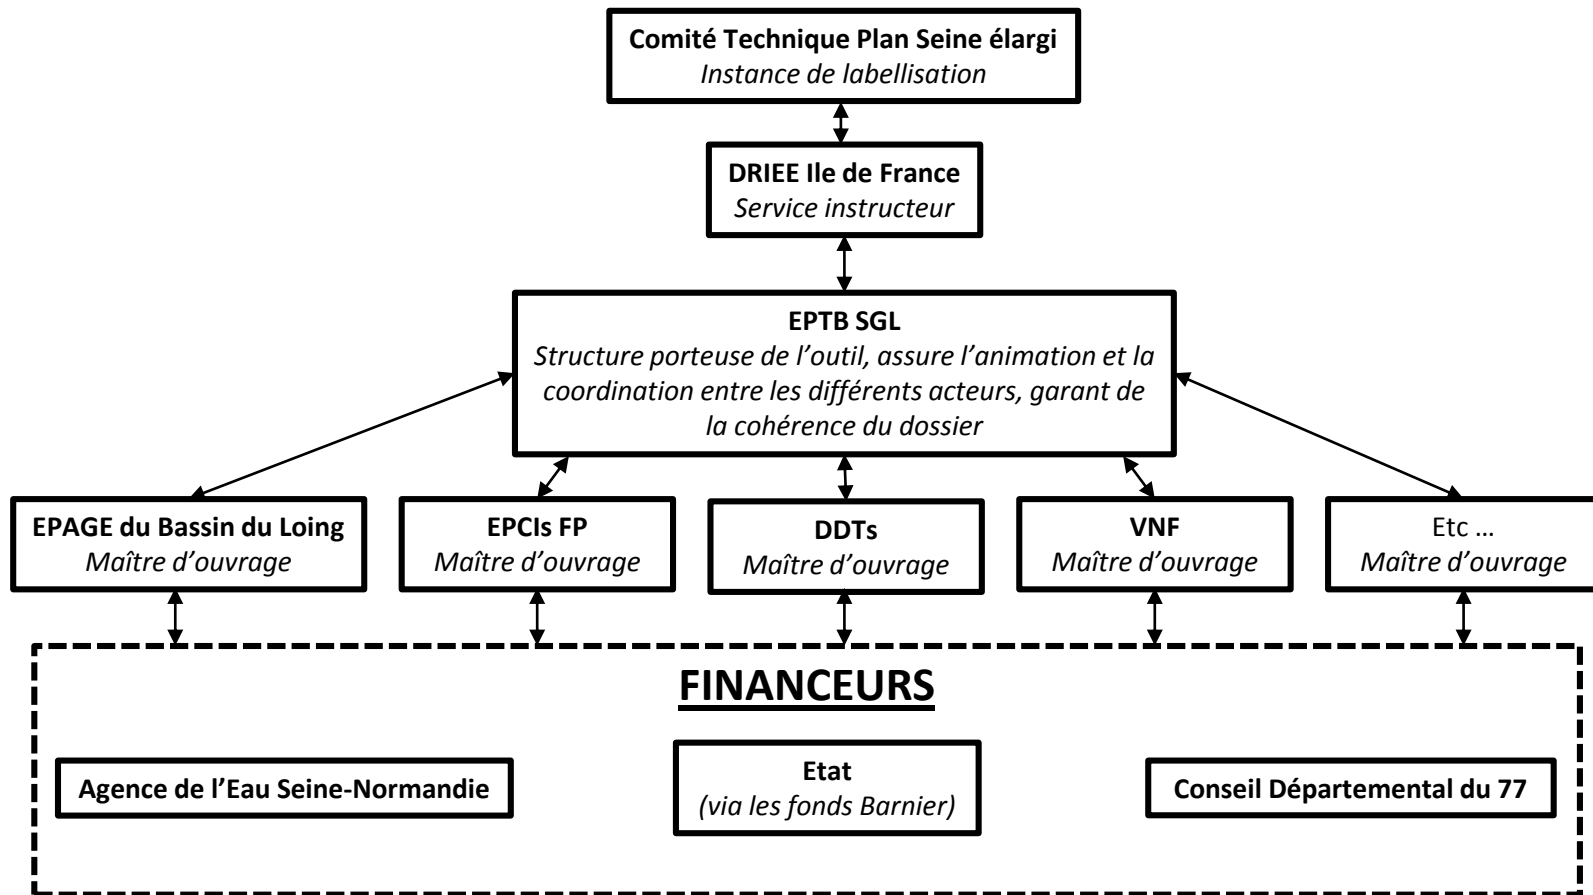 Comité Technique Plan Seine élargi
Instance de labellisation
DRIEE Ile de France
Service instructeur
EPTB SGL
Structure porteuse de l’outil, assure l’animation et la
coordination entre les différents acteurs, garant de
la cohérence du dossier
EPAGE du Bassin du Loing
Maître d’ouvrage
EPCIs FP
Maître d’ouvrage
DDTs
Maître d’ouvrage
VNF
Maître d’ouvrage
Etc ...
Maître d’ouvrage
FINANCEURS
Agence de l’Eau Seine-Normandie
Etat
(via les fonds Barnier)
Conseil Départemental du 77